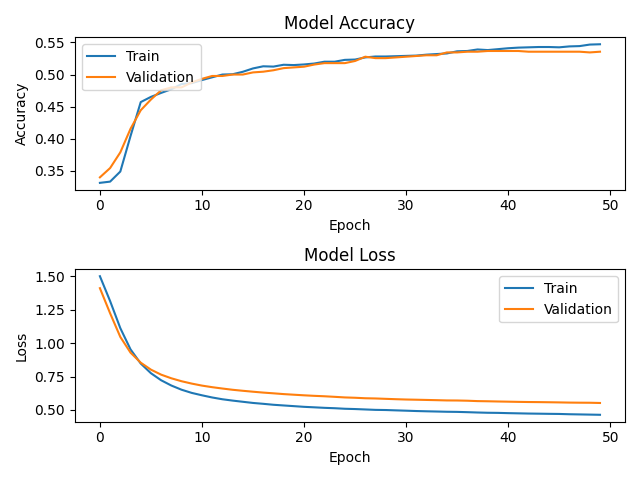 Model Accuracy
0.55
0.50
0.45
0.40
0.35
Accuracy
Train
Validation
0 10 20 30 40 50
Epoch
Model Loss
1.50
1.25
1.00
0.75
0.50
Loss
Train
Validation
0 10 20 30 40 50
Epoch